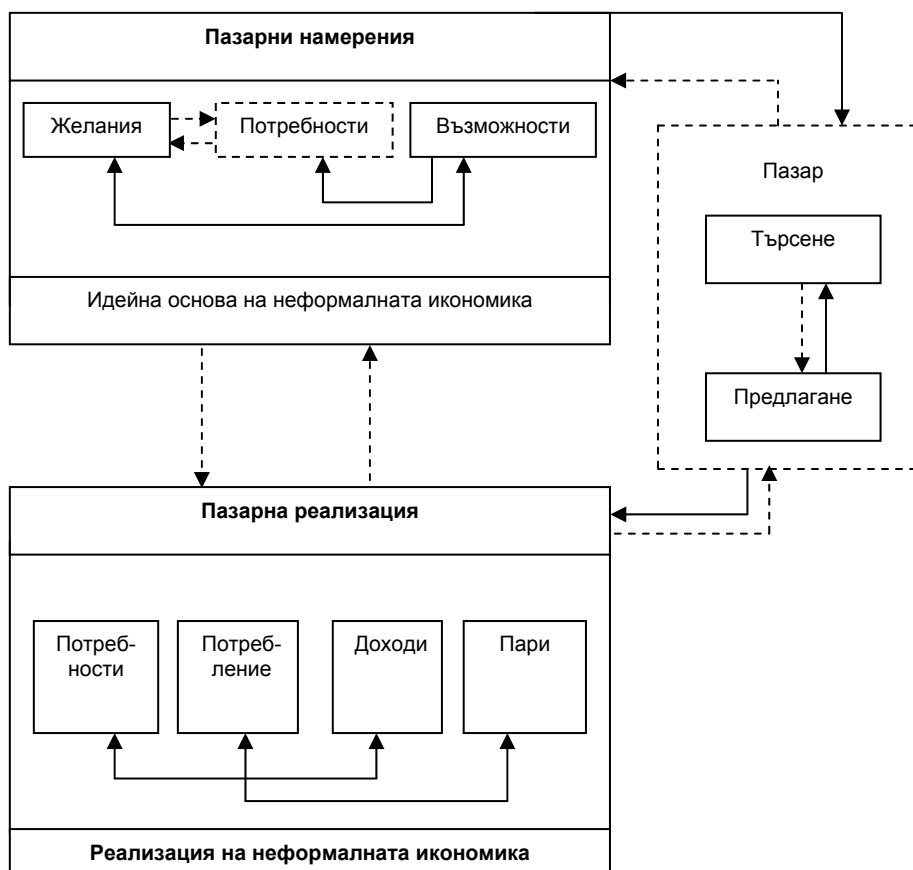 Пазарни намерения
Желания
Потребности
Възможности
Идейна основа на неформалната икономика
Пазар
Търсене
Предлагане
Пазарна реализация
Потреб-
ности
Потреб-
ление
Доходи
Пари
Реализация на неформалната икономика